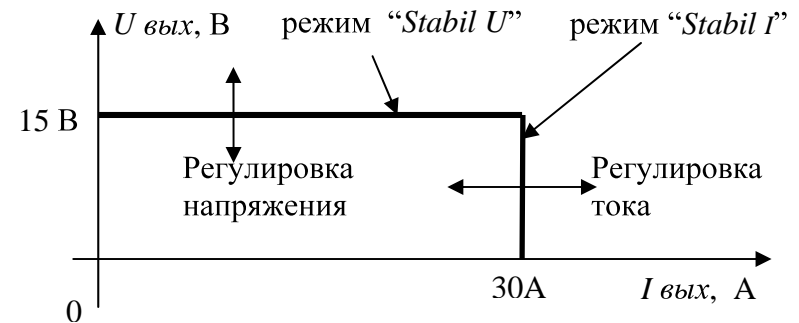 U вых, В
режим “Stabil U”
режим “Stabil I”
15 В
Регулировка
напряжения
Регулировка
тока
0
30А
I вых, А